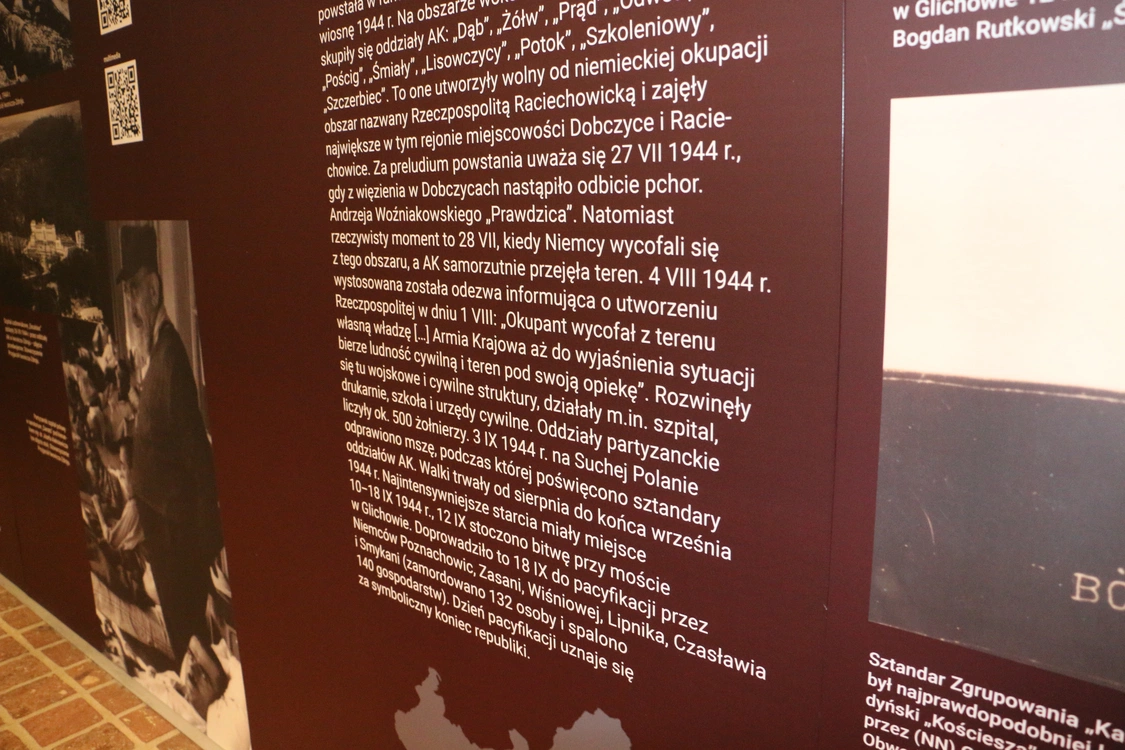 wiosnę 1944 r. Na obszarze
skupiły się oddziały AK: „Dąb”, „Żółw”, „Prąd”,
„Pościg”, „Śmiały”, „Lisowczycy”, „Potok”, „Szkoleniowy”,
„Szczerbiec”. To one utworzyły wolny od niemieckiej okupacji
obszar nazwany Rzeczpospolitą Raciechowicką i zajęły
największe w tym rejonie miejscowości Dobczyce i Racie-
chowice. Za preludium powstania uważa się 27 VII 1944 r.,
gdy z więzienia w Dobczycach nastąpiło odbicie pchor.
Andrzeja Woźniakowskiego „Prawdzica”. Natomiast
rzeczywisty moment to 28 VII, kiedy Niemcy wycofali się
z tego obszaru, a AK samorzutnie przejęła teren. 4 VIII 1944 r.
wystosowana została odezwa informująca o utworzeniu
Rzeczpospolitej w dniu 1 VIII: „Okupant wycofał z terenu
własną władzę [...] Armia Krajowa aż do wyjaśnienia sytuacji
bierze ludność cywilną i teren pod swoją opiekę”. Rozwinęły
się tu wojskowe i cywilne struktury, działały m.in. szpital,
drukarnie, szkoła i urzędy cywilne. Oddziały partyzanckie
liczyły ok. 500 żołnierzy. 3 IX 1944 r. na Suchej Polanie
odprawiono mszę, podczas której poświęcono sztandary
oddziałów AK. Walki trwały od sierpnia do końca września
1944 r. Najintensywniejsze starcia miały miejsce
10–18 IX 1944 r., 12 IX stoczono bitwę przy moście
w Glichowie. Doprowadziło to 18 IX do pacyfikacji przez
Niemców Poznachowic, Zasani, Wiśniowej, Lipnika, Czasławia
i Smykani (zamordowano 132 osoby i spalono
140 gospodarstw). Dzień pacyfikacji uznaje się
za symboliczny koniec republiki.
w Glichowie
Bogdan Rutkowski
Sztandar Zgrupowania
był najprawdopodobniej
dyński „Kościesza”
przez (NN)